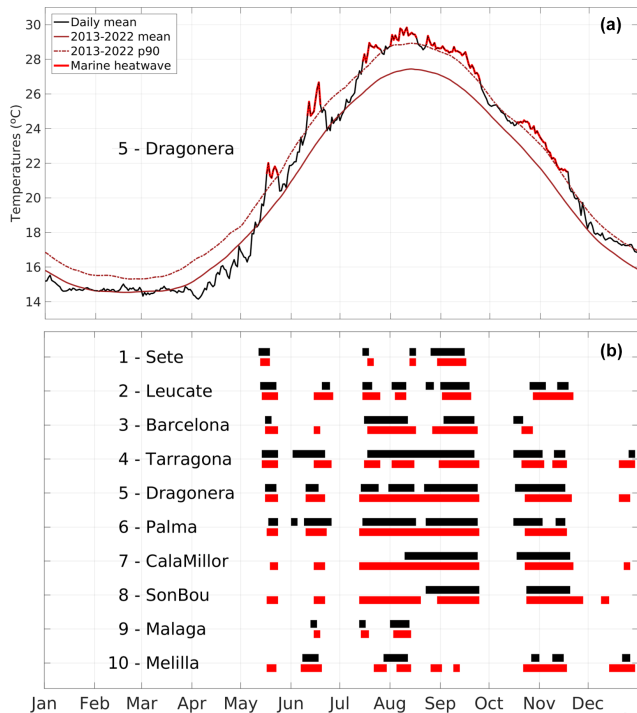 (a)
Daily mean
2013-2022 mean
2013-2022 p90
Marine heatwave
Temperatures (ºC)
30
28
26
24
22
20
18
16
14
5 - Dragonera
(b)
1 - Sete
2 - Leucate
3 - Barcelona
4 - Tarragona
5 - Dragonera
6 - Palma
7 - CalaMillor
8 - SonBou
9 - Malaga
10 - Melilla
Jan Feb Mar Apr May Jun Jul Aug Sep Oct Nov Dec